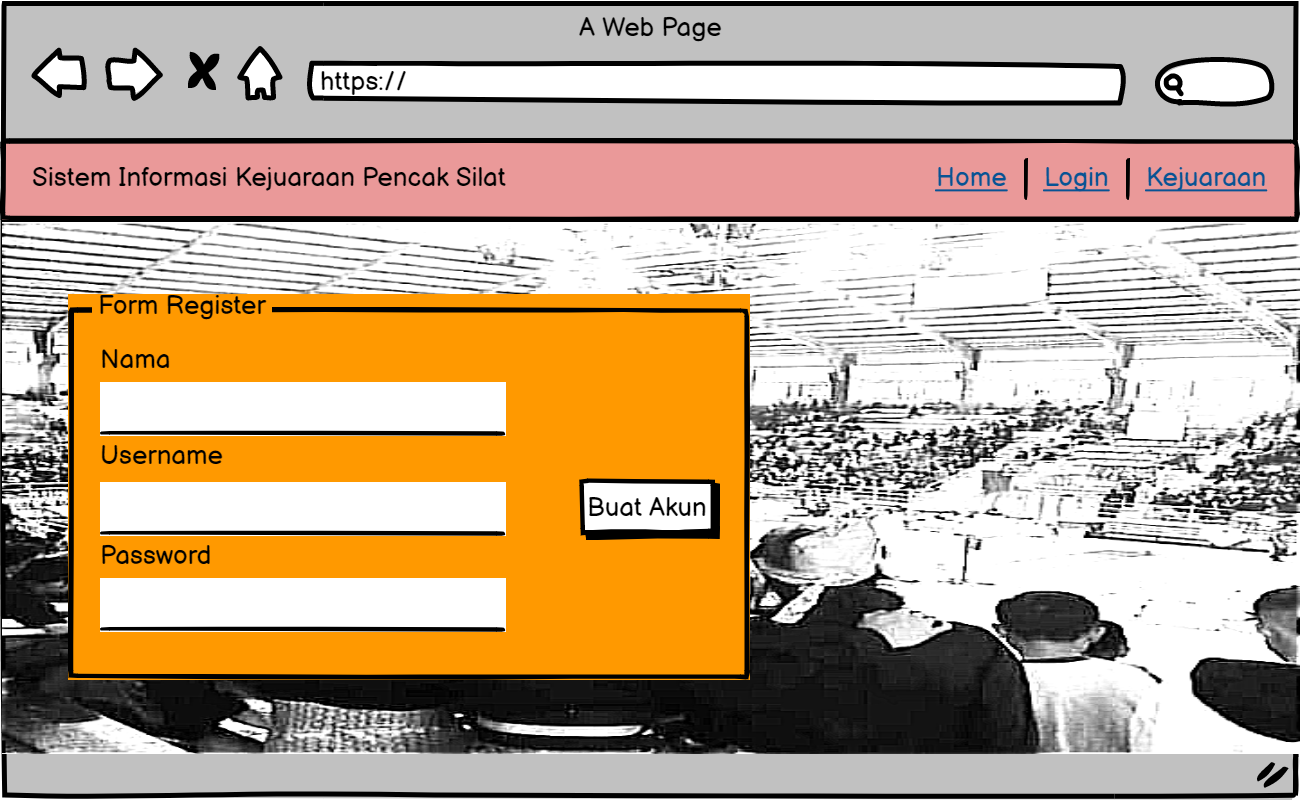 A Web Page
https://
Sistem Informasi Kejuaraan Pencak Silat
Home
Login
Kejuaraan
Form Register
Nama
Username
Buat Akun
Password